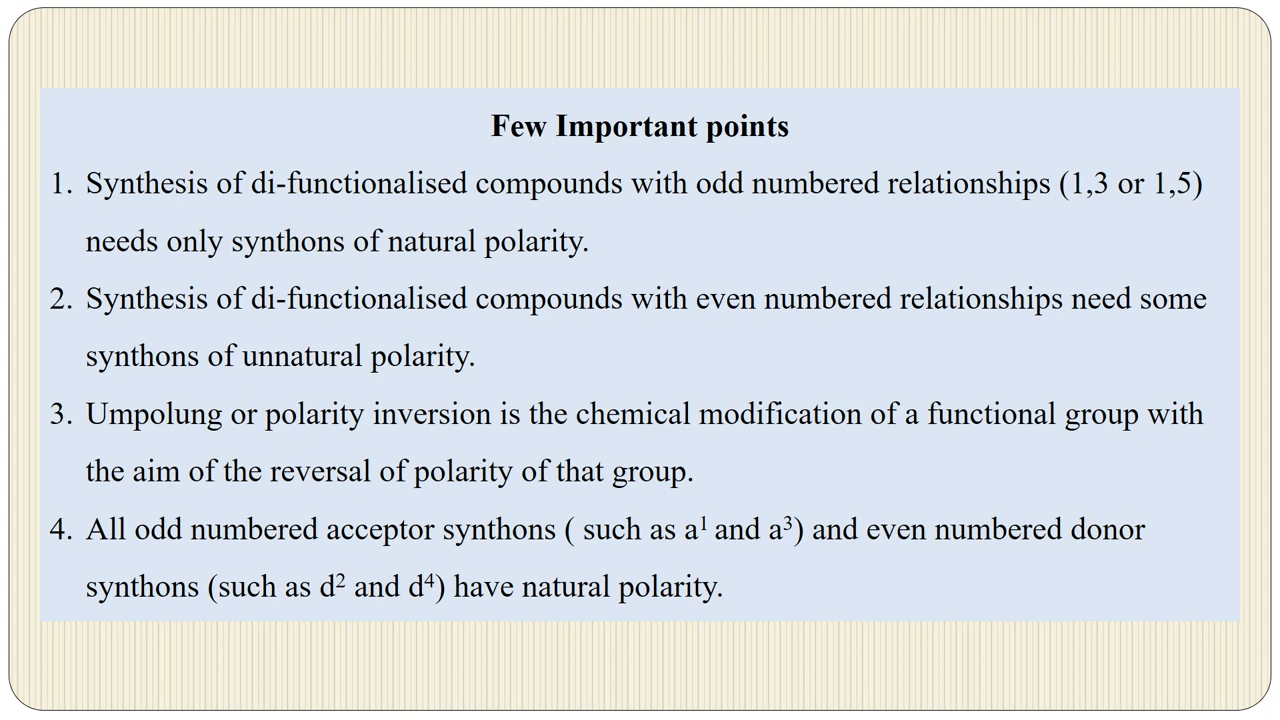 Few Important points
1. Synthesis of di-functionalised compounds with odd numbered relationships (1,3 or 1,5)
needs only synthons of natural polarity.
2. Synthesis of di-functionalised compounds with even numbered relationships need some
synthons of unnatural polarity.
3. Umpolung or polarity inversion is the chemical modification of a functional group with
the aim of the reversal of polarity of that group.
4. All odd numbered acceptor synthons ( such as a¹ and a³) and even numbered donor
synthons (such as d² and d⁴) have natural polarity.